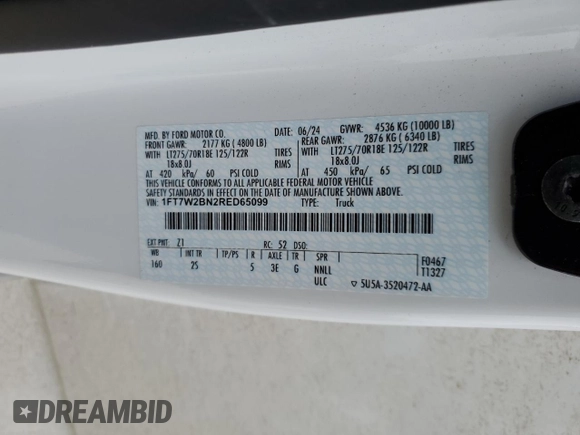 MFD. BY FORD MOTOR CO.
DATE: 06/24 GVWR: 4536 KG (10000 LB)
FRONT GAWR: 2177 KG (4800 LB)
REAR GAWR: 2876 KG (6340 LB)
WITH LT275/70R18E 125/122R TIRES
18x8.0J RIMS
WITH LT275/70R18E 125/122R TIRES
18x8.0J RIMS
AT 420 kPa/ 60 PSI COLD
AT 450 kPa/ 65 PSI COLD
THIS VEHICLE CONFORMS TO ALL APPLICABLE FEDERAL MOTOR VEHICLE
SAFETY STANDARDS IN EFFECT ON THE DATE OF MANUFACTURE SHOWN ABOVE.
VIN: 1FT7W2BN2RED65099 TYPE: Truck
EXT PNT: Z1 RC: 52 DSO:
WB INT TR TP/PS R AXLE TR SPR
160 25 5 3E G NNLL
ULC
F0467
T1327
▽ 5USA-3520472-AA
DREAMBID